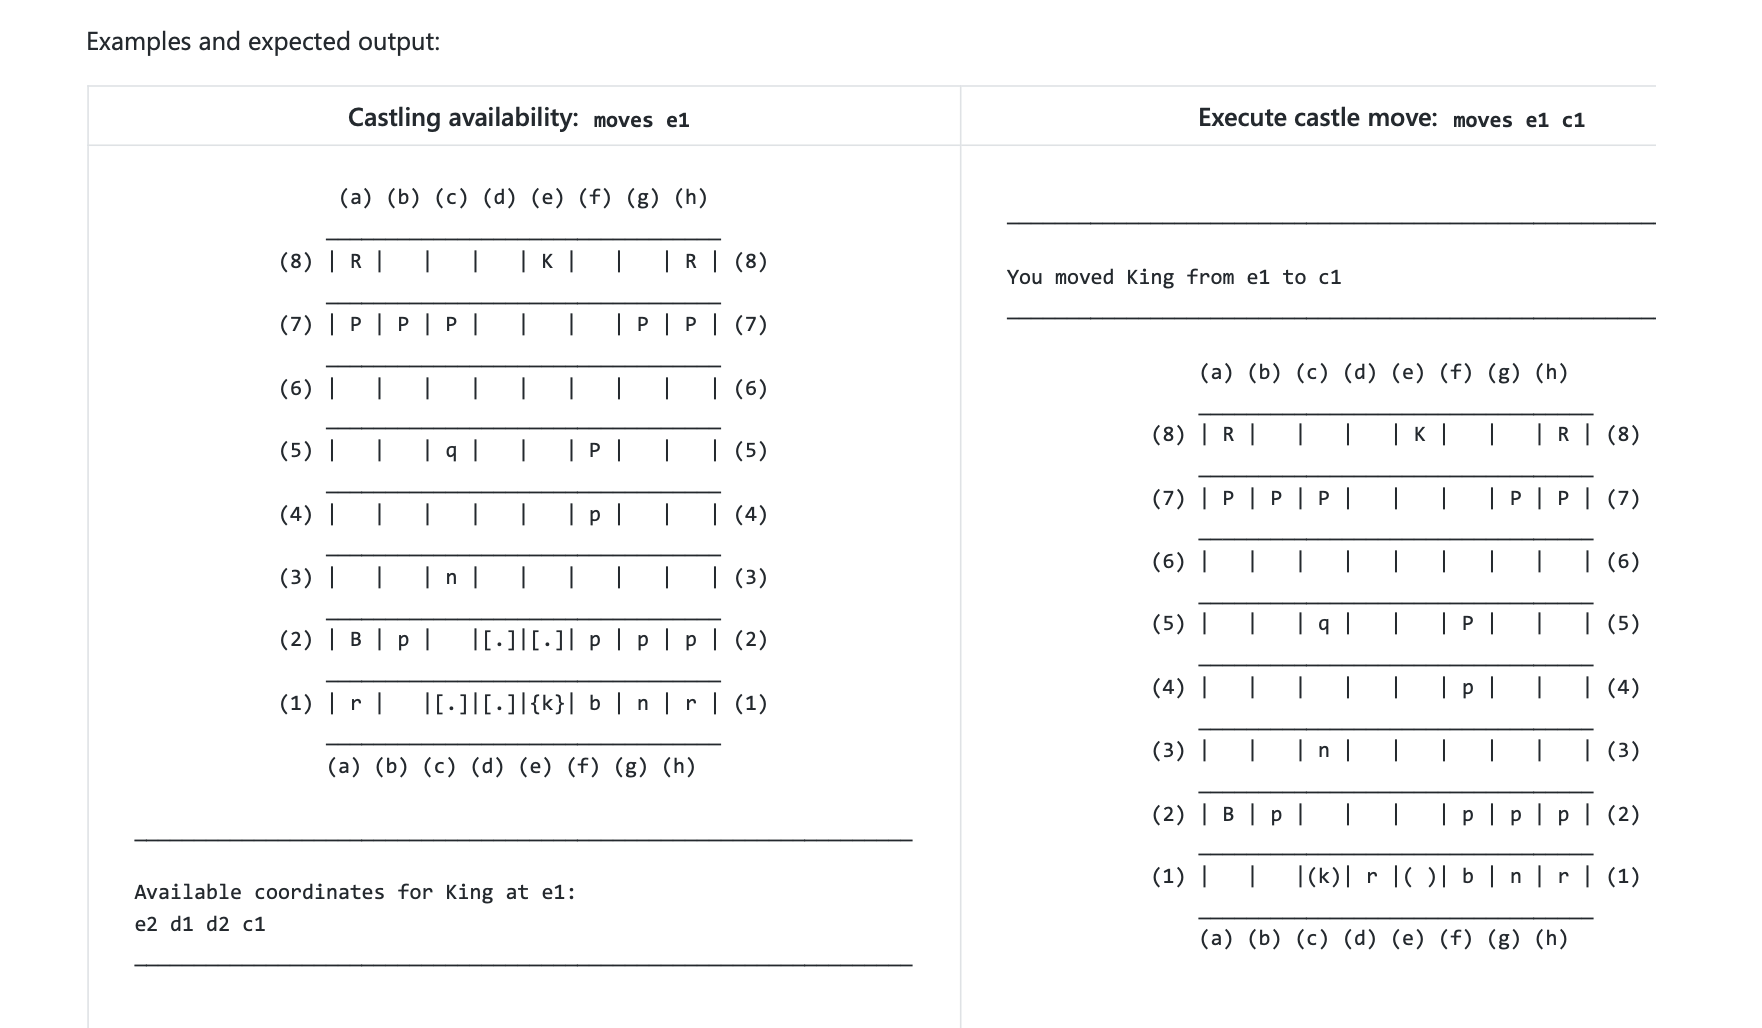 Examples and expected output:
Castling availability: moves e1
(a) (b) (c) (d) (e) (f) (g) (h)
(8) | R |   |   |   | K |   |   | R | (8)
(7) | P | P | P |   |   |   | P | P | (7)
(6) |   |   |   |   |   |   |   |   | (6)
(5) |   |   | q |   |   | P |   |   | (5)
(4) |   |   |   |   |   | p |   |   | (4)
(3) |   |   | n |   |   |   |   |   | (3)
(2) | B | p |   |[.]|[.]| p | p | p | (2)
(1) | r |   |[.]|[.]|{k}| b | n | r | (1)
(a) (b) (c) (d) (e) (f) (g) (h)
Available coordinates for King at e1:
e2 d1 d2 c1
Execute castle move: moves e1 c1
You moved King from e1 to c1
(a) (b) (c) (d) (e) (f) (g) (h)
(8) | R |   |   |   | K |   |   | R | (8)
(7) | P | P | P |   |   |   | P | P | (7)
(6) |   |   |   |   |   |   |   |   | (6)
(5) |   |   | q |   |   | P |   |   | (5)
(4) |   |   |   |   |   | p |   |   | (4)
(3) |   |   | n |   |   |   |   |   | (3)
(2) | B | p |   |   |   | p | p | p | (2)
(1) |   |   |(k)| r |( )| b | n | r | (1)
(a) (b) (c) (d) (e) (f) (g) (h)